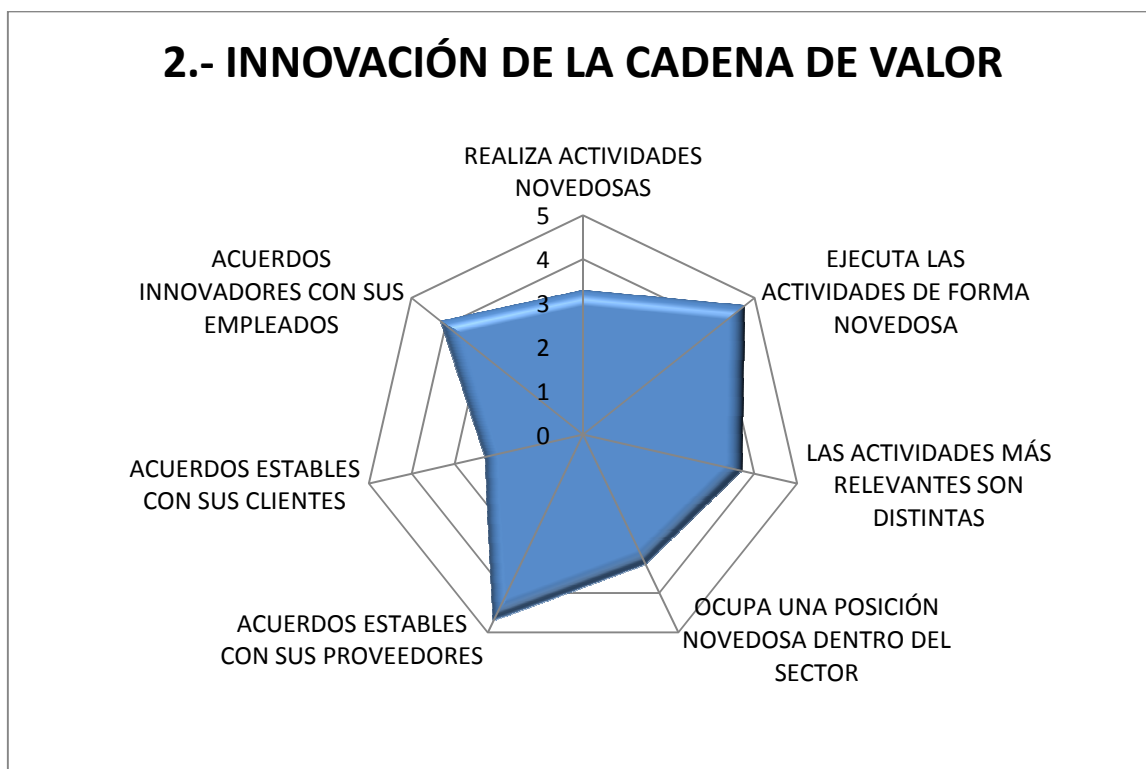 2.- INNOVACIÓN DE LA CADENA DE VALOR
REALIZA ACTIVIDADES
NOVEDOSAS
EJECUTA LAS
ACTIVIDADES DE FORMA
NOVEDOSA
LAS ACTIVIDADES MÁS
RELEVANTES SON
DISTINTAS
OCUPA UNA POSICIÓN
NOVEDOSA DENTRO DEL
SECTOR
ACUERDOS ESTABLES
CON SUS PROVEEDORES
ACUERDOS ESTABLES
CON SUS CLIENTES
ACUERDOS
INNOVADORES CON SUS
EMPLEADOS
5
4
3
2
1
0